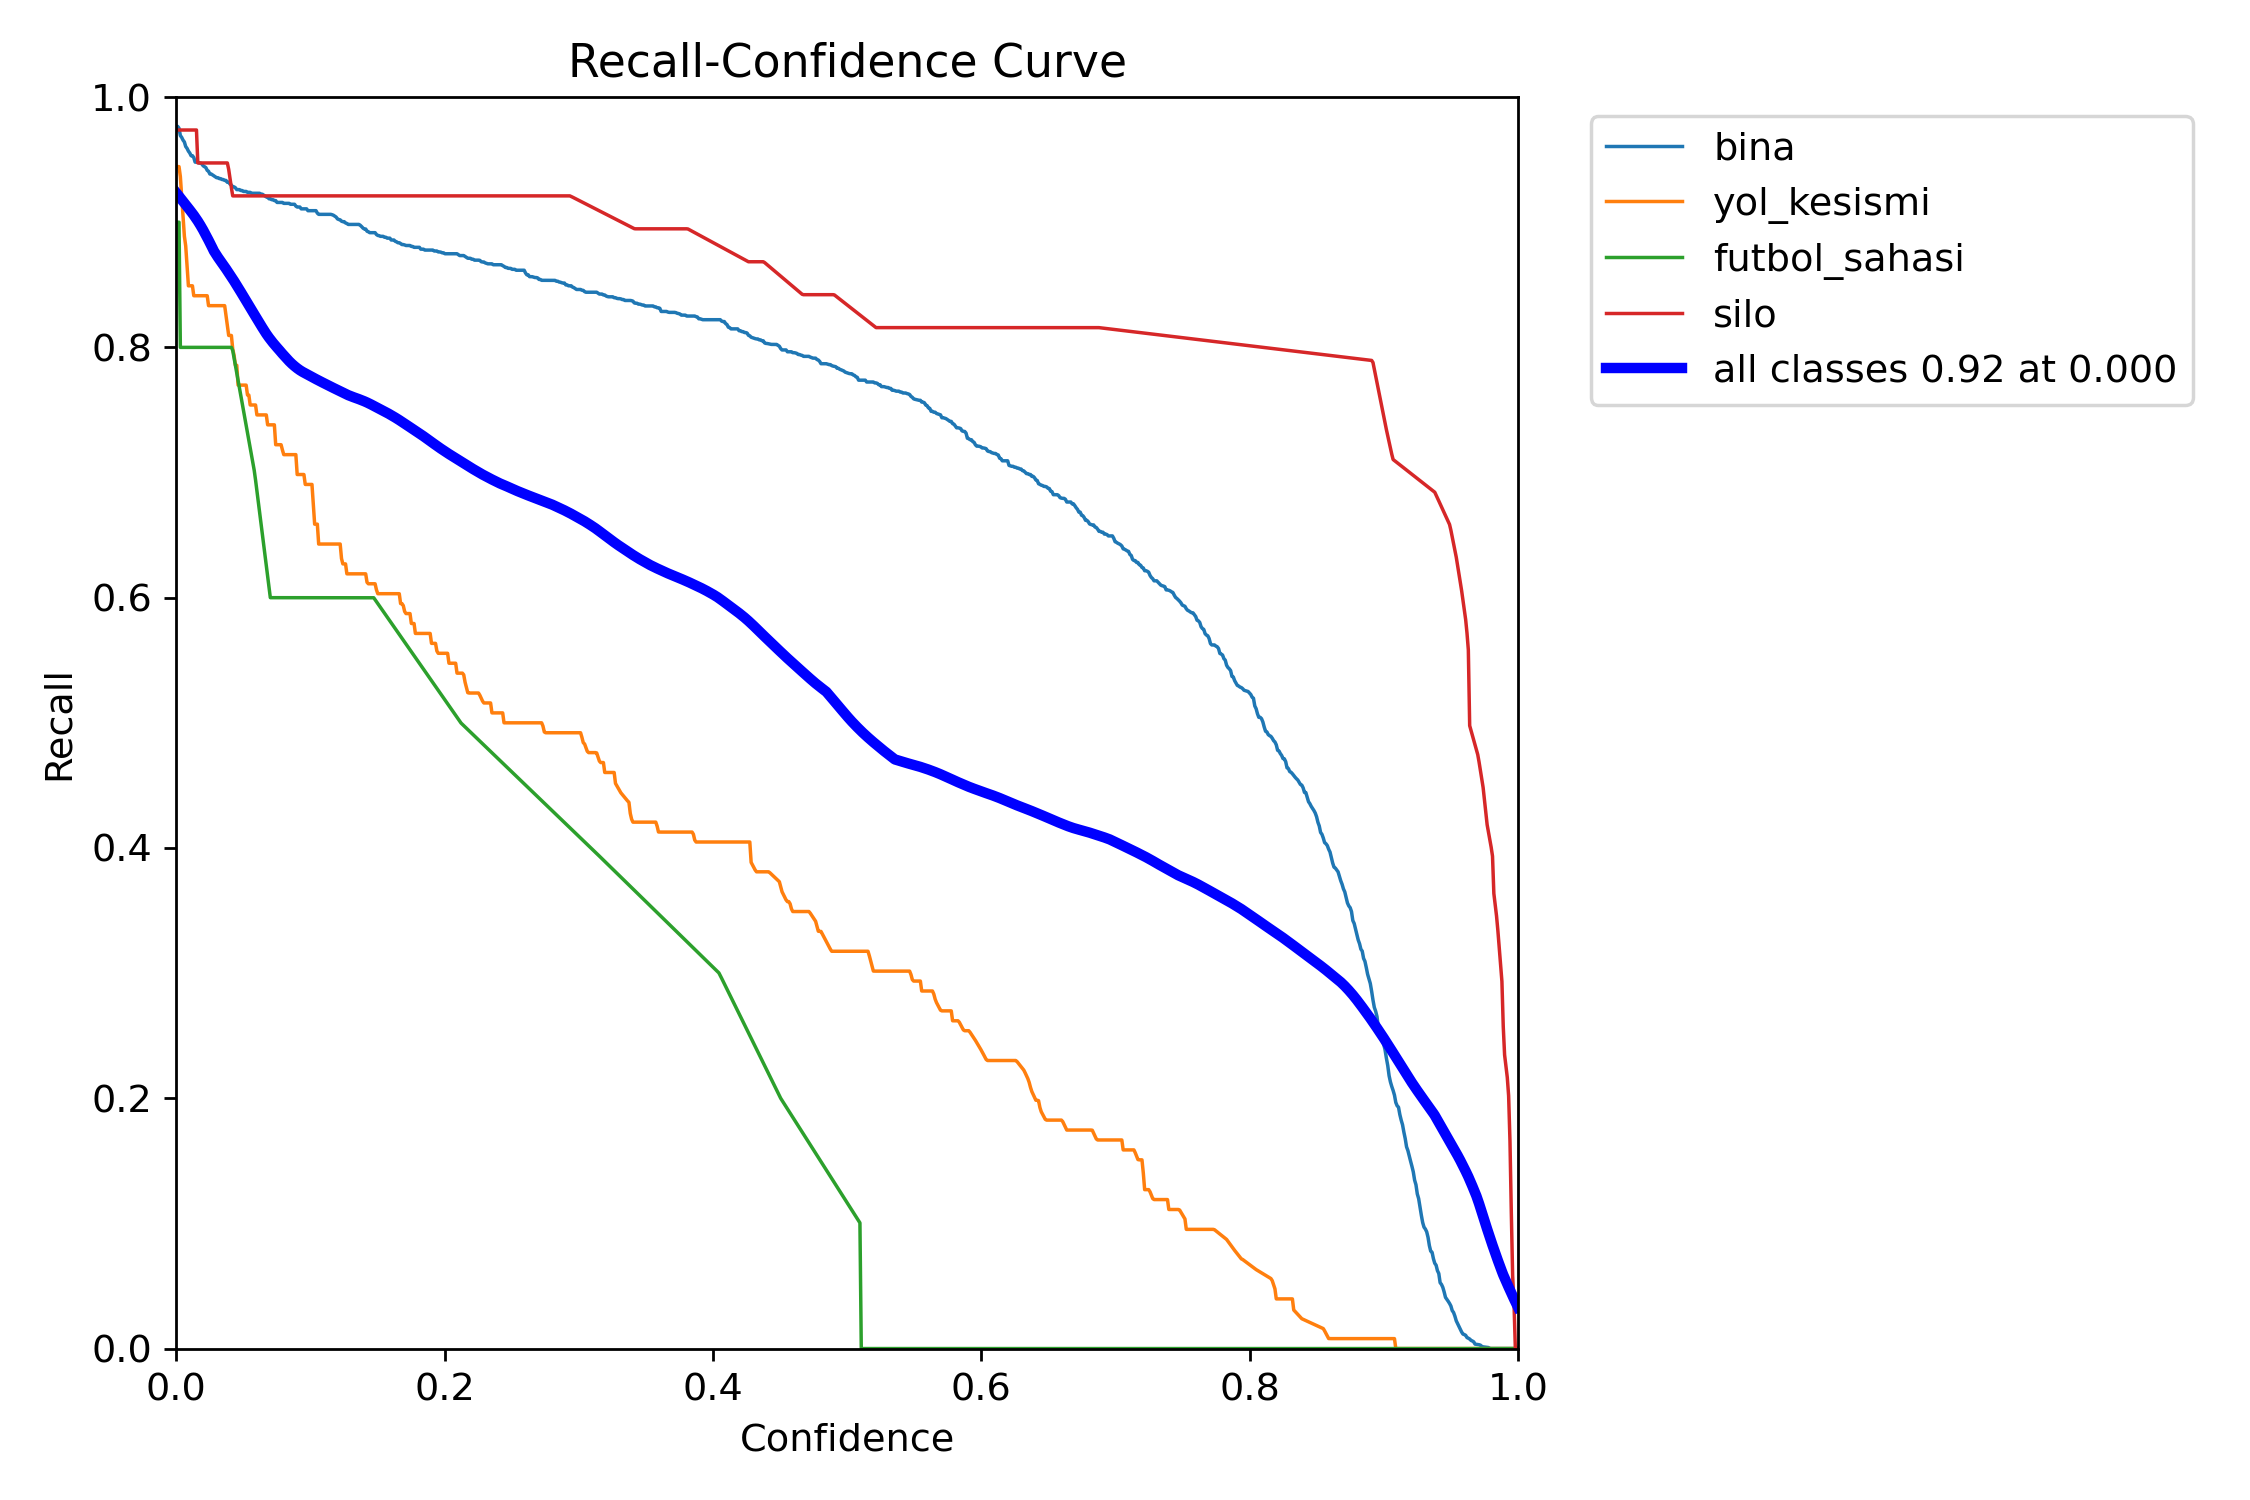 Recall-Confidence Curve
1.0
0.8
0.6
0.4
0.2
0.0
Recall
0.0 0.2 0.4 0.6 0.8 1.0
Confidence
bina
yol_kesismi
futbol_sahasi
silo
all classes 0.92 at 0.000